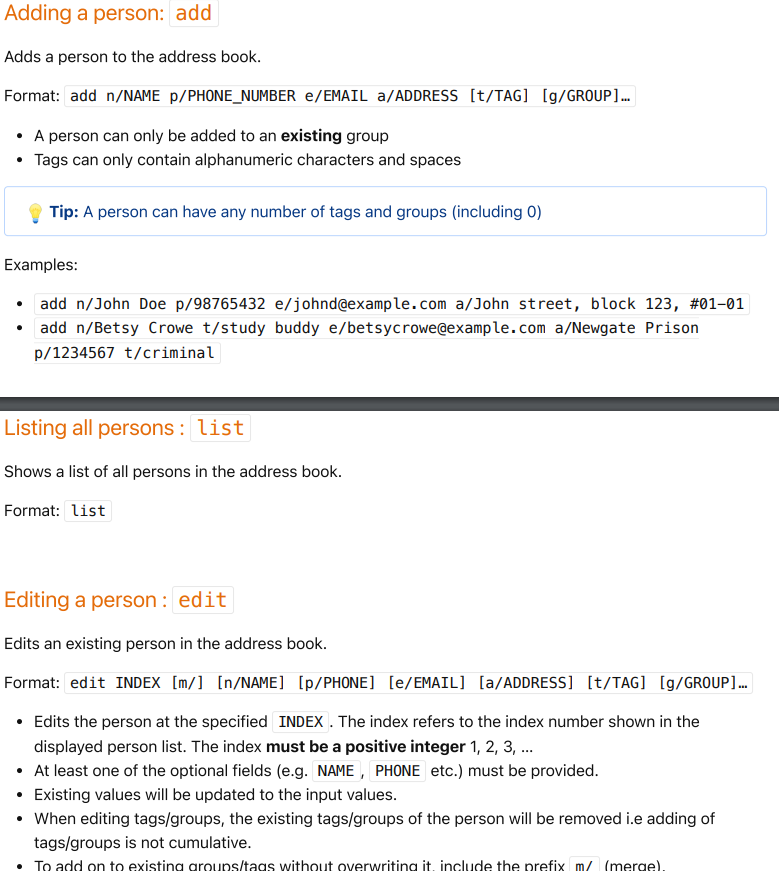 Adding a person: add
Adds a person to the address book.
Format: add n/NAME p/PHONE_NUMBER e/EMAIL a/ADDRESS [t/TAG] [g/GROUP]…
• A person can only be added to an existing group
• Tags can only contain alphanumeric characters and spaces
💡 Tip: A person can have any number of tags and groups (including 0)
Examples:
• add n/John Doe p/98765432 e/johnd@example.com a/John street, block 123, #01-01
• add n/Betsy Crowe t/study buddy e/betsycrowe@example.com a/Newgate Prison
p/1234567 t/criminal
Listing all persons : list
Shows a list of all persons in the address book.
Format: list
Editing a person : edit
Edits an existing person in the address book.
Format: edit INDEX [m/] [n/NAME] [p/PHONE] [e/EMAIL] [a/ADDRESS] [t/TAG] [g/GROUP]…
• Edits the person at the specified INDEX. The index refers to the index number shown in the
displayed person list. The index must be a positive integer 1, 2, 3, …
• At least one of the optional fields (e.g. NAME, PHONE etc.) must be provided.
• Existing values will be updated to the input values.
• When editing tags/groups, the existing tags/groups of the person will be removed i.e adding of
tags/groups is not cumulative.
• To add on to existing groups/tags without overwriting it, include the prefix m/ (merge).